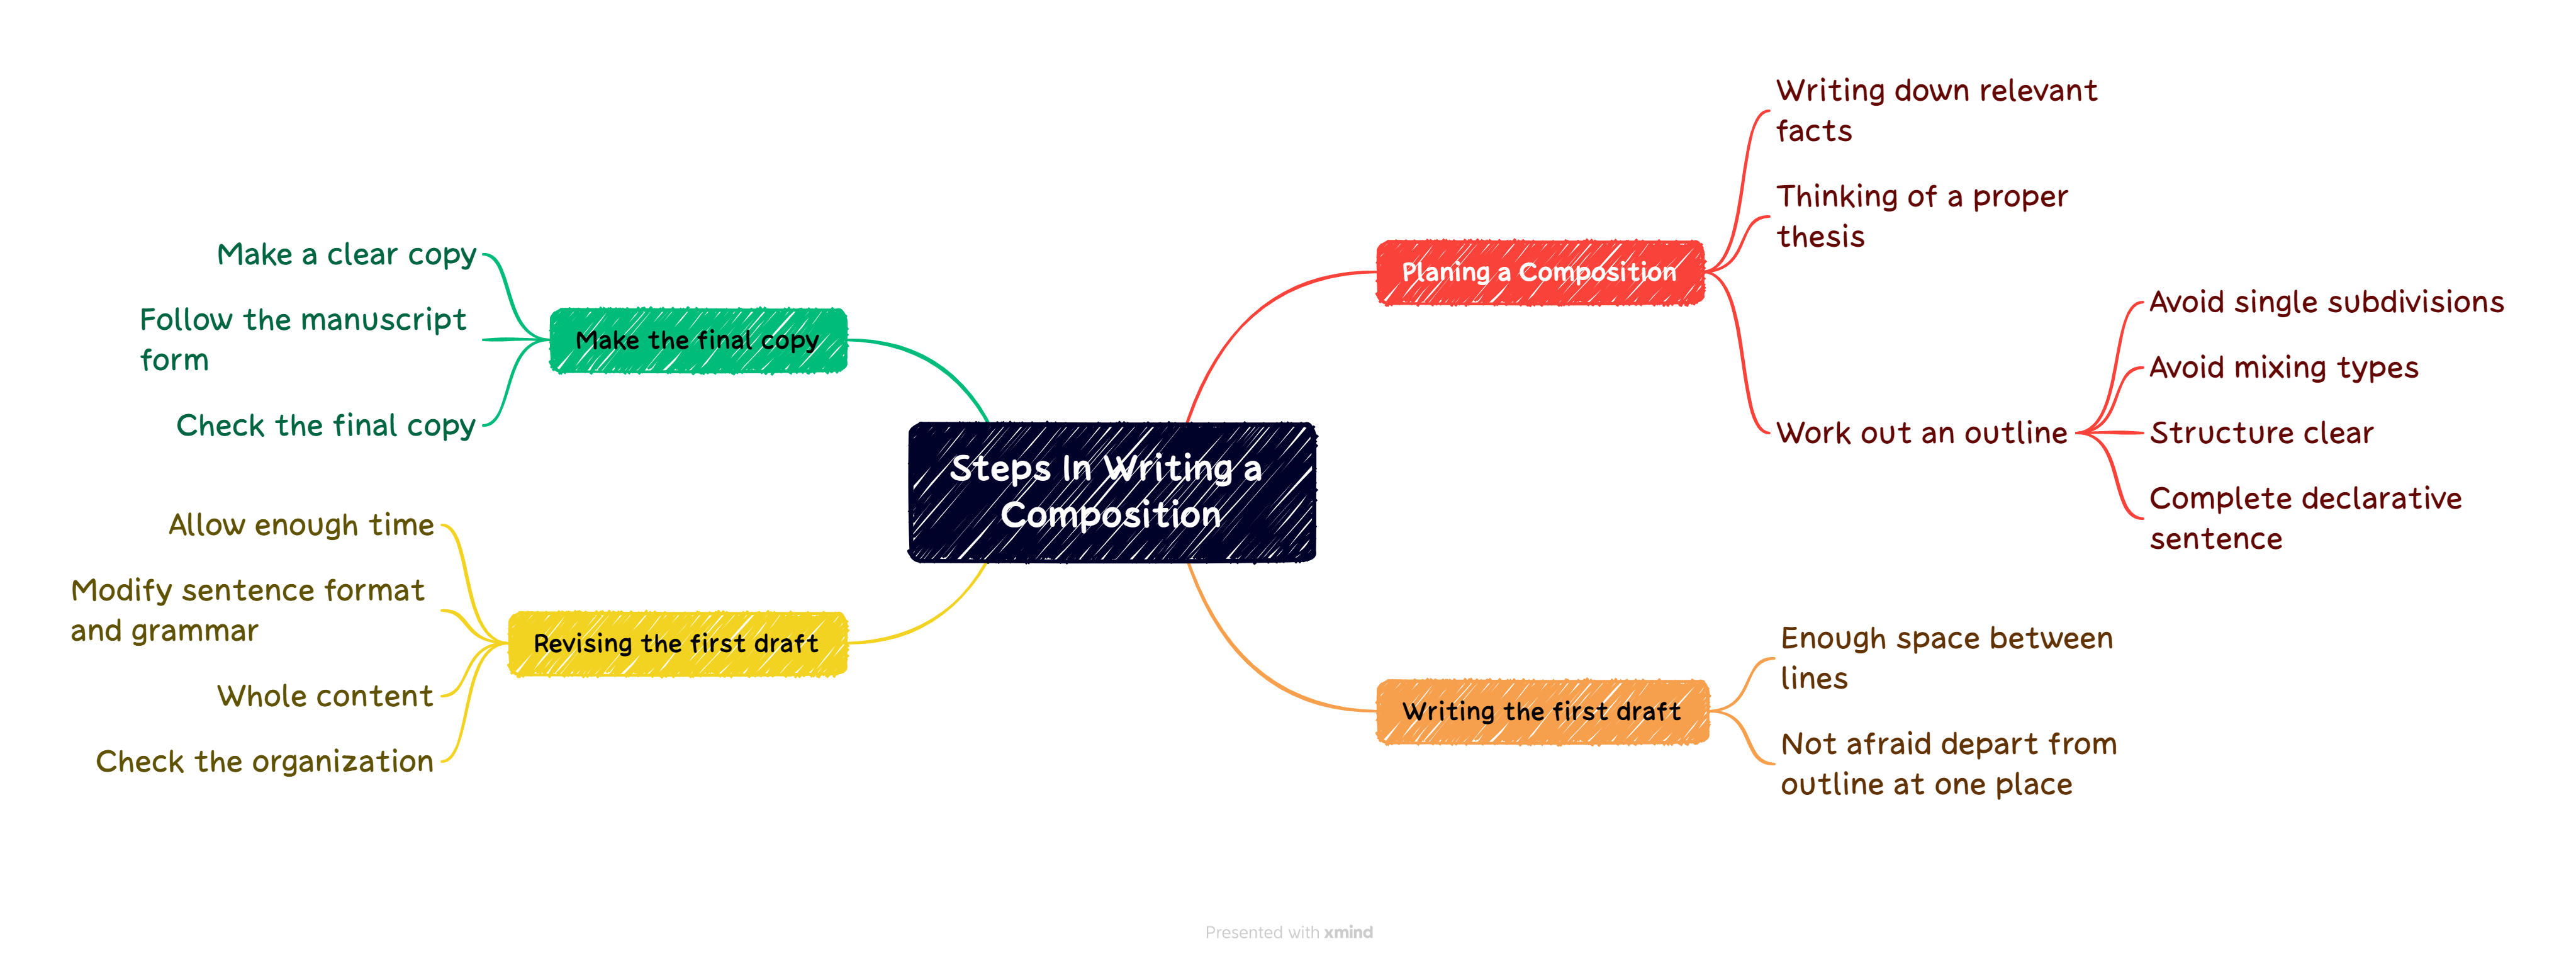 Steps In Writing a
Composition
Planing a Composition
Writing down relevant
facts
Thinking of a proper
thesis
Work out an outline
Avoid single subdivisions
Avoid mixing types
Structure clear
Complete declarative
sentence
Writing the first draft
Enough space between
lines
Not afraid depart from
outline at one place
Revising the first draft
Allow enough time
Modify sentence format
and grammar
Whole content
Check the organization
Make the final copy
Make a clear copy
Follow the manuscript
form
Check the final copy
Presented with xmind